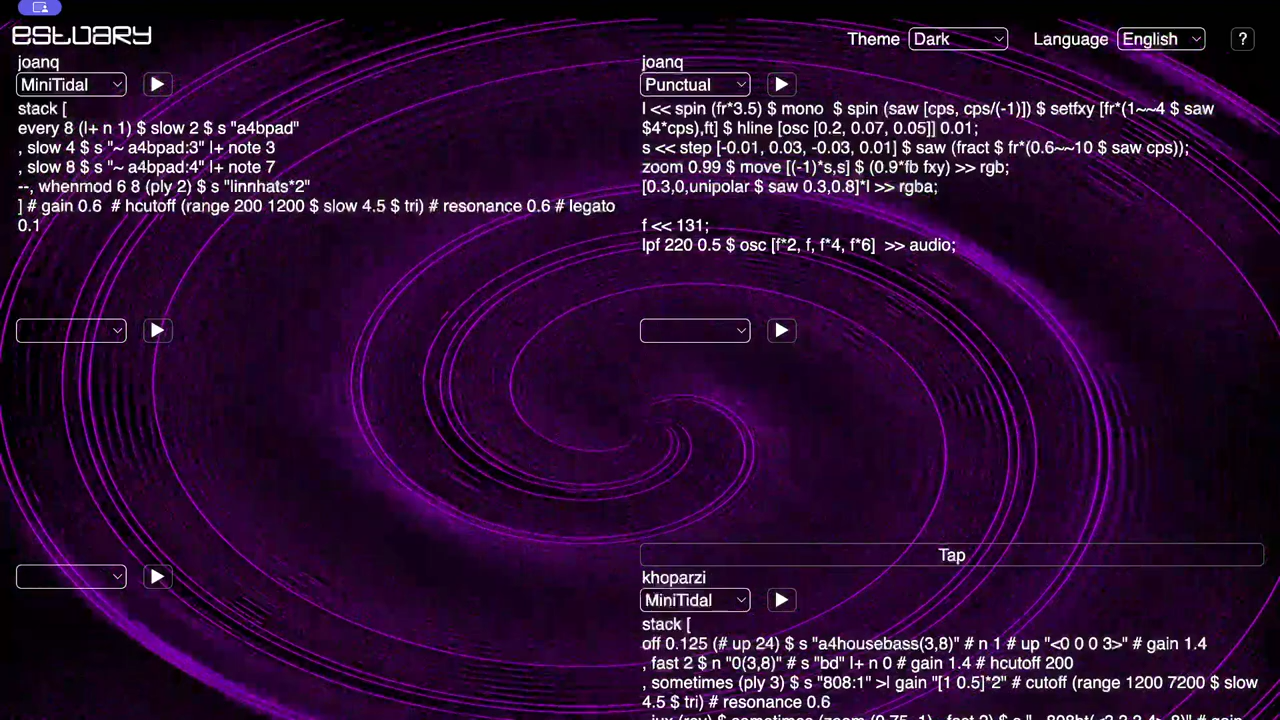 estuary
Theme Dark Language English ?
joanq
MiniTidal
stack [
every 8 (|+ n 1) $ slow 2 $ s "a4bpad"
, slow 4 $ s "~ a4bpad:3" |+ note 3
, slow 8 $ s "~ a4bpad:4" |+ note 7
--, whenmod 6 8 (ply 2) $ s "linnhats*2"
] # gain 0.6  # hcutoff (range 200 1200 $ slow 4.5 $ tri) # resonance 0.6 # legato
0.1
joanq
Punctual
l << spin (fr*3.5) $ mono  $ spin (saw [cps, cps/(-1)]) $ setfxy [fr*(1~~4 $ saw
$4*cps),ft] $ hline [osc [0.2, 0.07, 0.05]] 0.01;
s << step [-0.01, 0.03, -0.03, 0.01] $ saw (fract $ fr*(0.6~~10 $ saw cps));
zoom 0.99 $ move [(-1)*s,s] $ (0.9*fb fxy) >> rgb;
[0.3,0,unipolar $ saw 0.3,0.8]*l >> rgba;
f << 131;
lpf 220 0.5 $ osc [f*2, f, f*4, f*6]  >> audio;
Tap
khoparzi
MiniTidal
stack [
off 0.125 (# up 24) $ s "a4housebass(3,8)" # n 1 # up "<0 0 0 3>" # gain 1.4
, fast 2 $ n "0(3,8)" # s "bd" |+ n 0 # gain 1.4 # hcutoff 200
, sometimes (ply 3) $ s "808:1" >| gain "[1 0.5]*2" # cutoff (range 1200 7200 $ slow
4.5 $ tri) # resonance 0.6